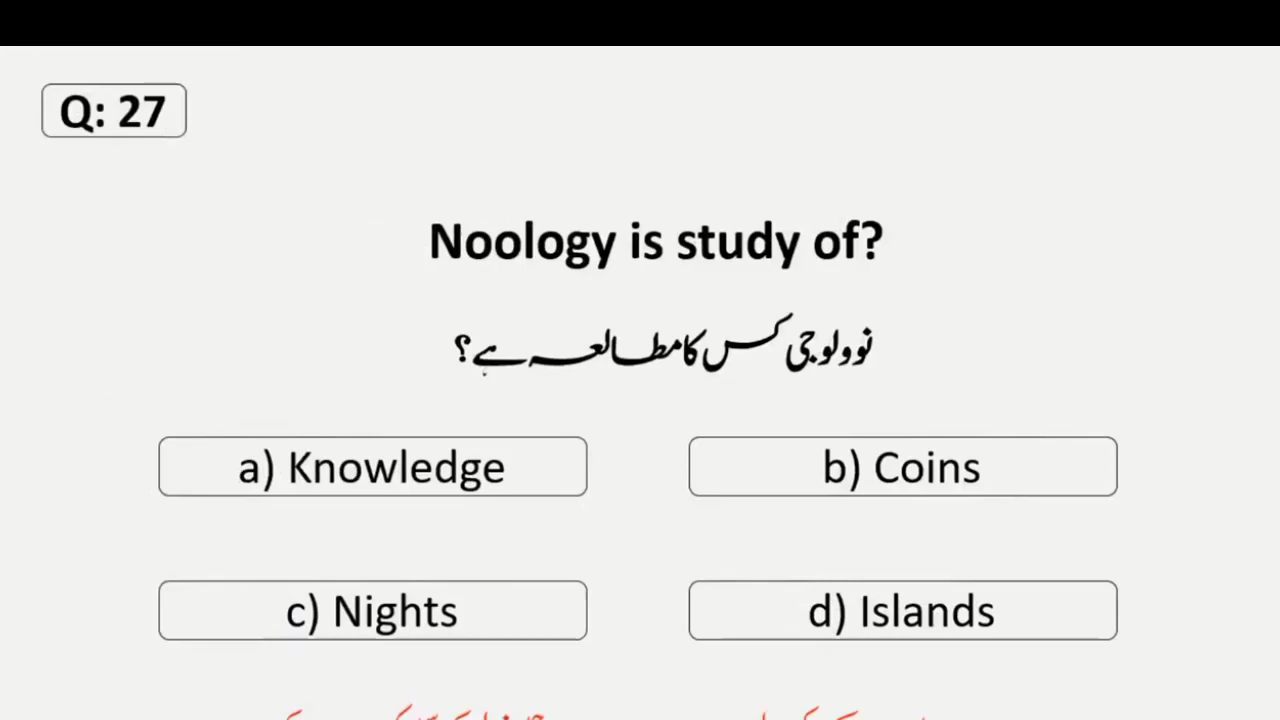 Q: 27
Noology is study of?
نوولوجی کس کا مطالعہ ہے؟
a) Knowledge
b) Coins
c) Nights
d) Islands